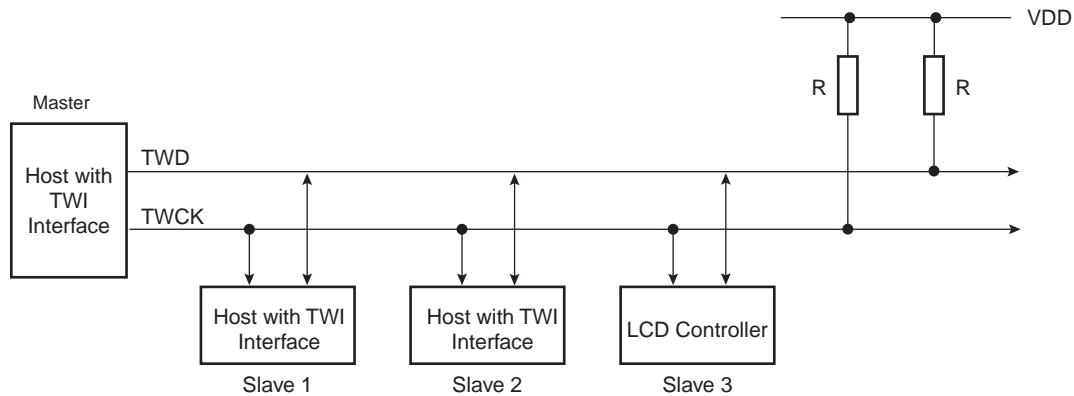 VDD
R
R
Master
Host with
TWI
Interface
TWD
TWCK
Host with TWI
Interface
Slave 1
Host with TWI
Interface
Slave 2
LCD Controller
Slave 3